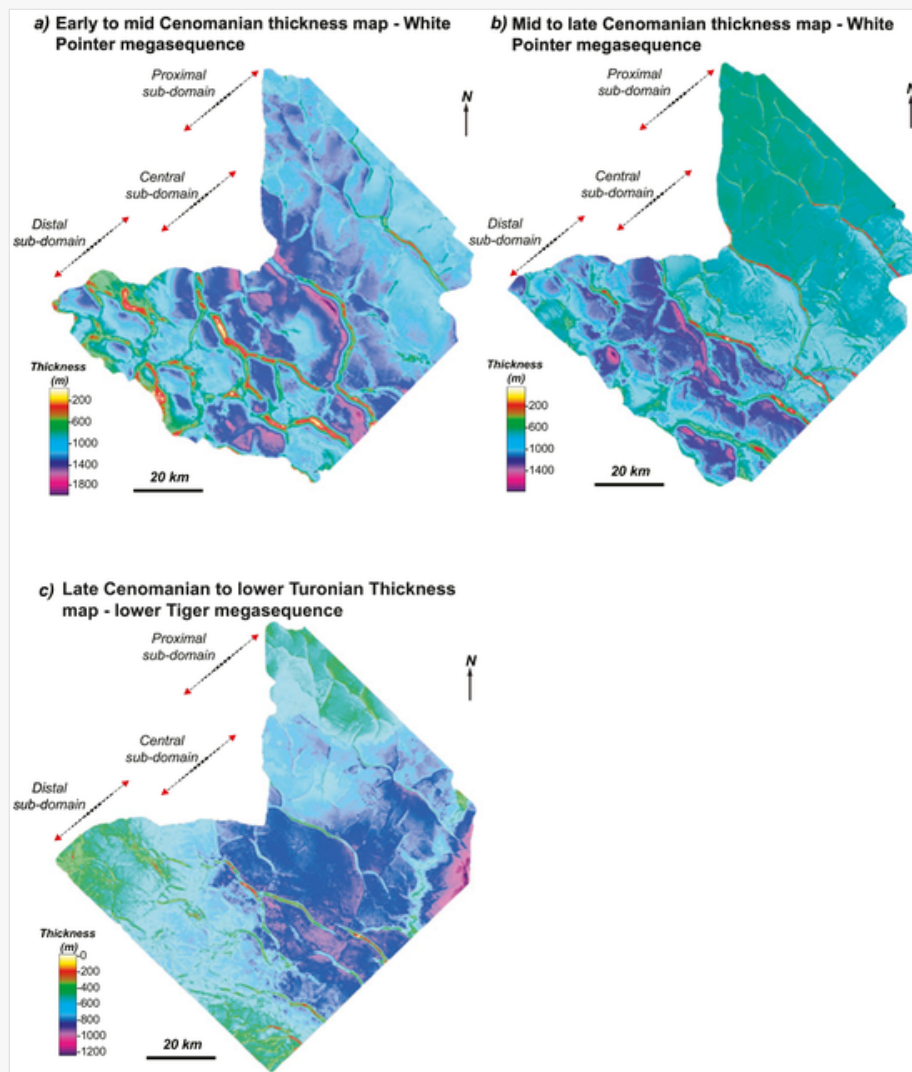 a) Early to mid Cenomanian thickness map - White
Pointer megasequence
Proximal
sub-domain
Central
sub-domain
Distal
sub-domain
N
Thickness
(m)
-200
-600
-1000
-1400
-1800
20 km
b) Mid to late Cenomanian thickness map - White
Pointer megasequence
Proximal
sub-domain
Central
sub-domain
Distal
sub-domain
N
Thickness
(m)
-200
-600
-1000
-1400
20 km
c) Late Cenomanian to lower Turonian Thickness
map - lower Tiger megasequence
Proximal
sub-domain
Central
sub-domain
Distal
sub-domain
N
Thickness
(m)
-0
-200
-400
-600
-800
-1000
-1200
20 km